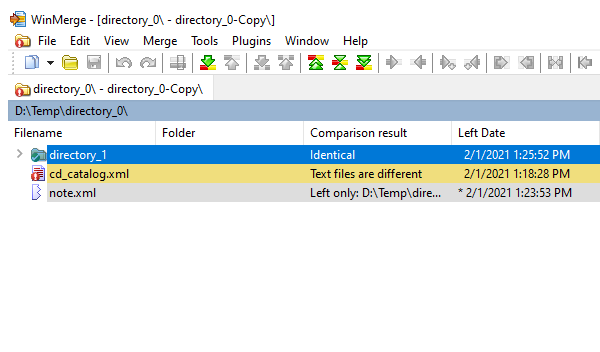 WinMerge - [directory_0\ - directory_0-Copy\]
File Edit View Merge Tools Plugins Window Help
directory_0\ - directory_0-Copy\
D:\Temp\directory_0\
Filename Folder Comparison result Left Date
directory_1 Identical 2/1/2021 1:25:52 PM
cd_catalog.xml Text files are different 2/1/2021 1:18:28 PM
note.xml Left only: D:\Temp\dire... * 2/1/2021 1:23:53 PM